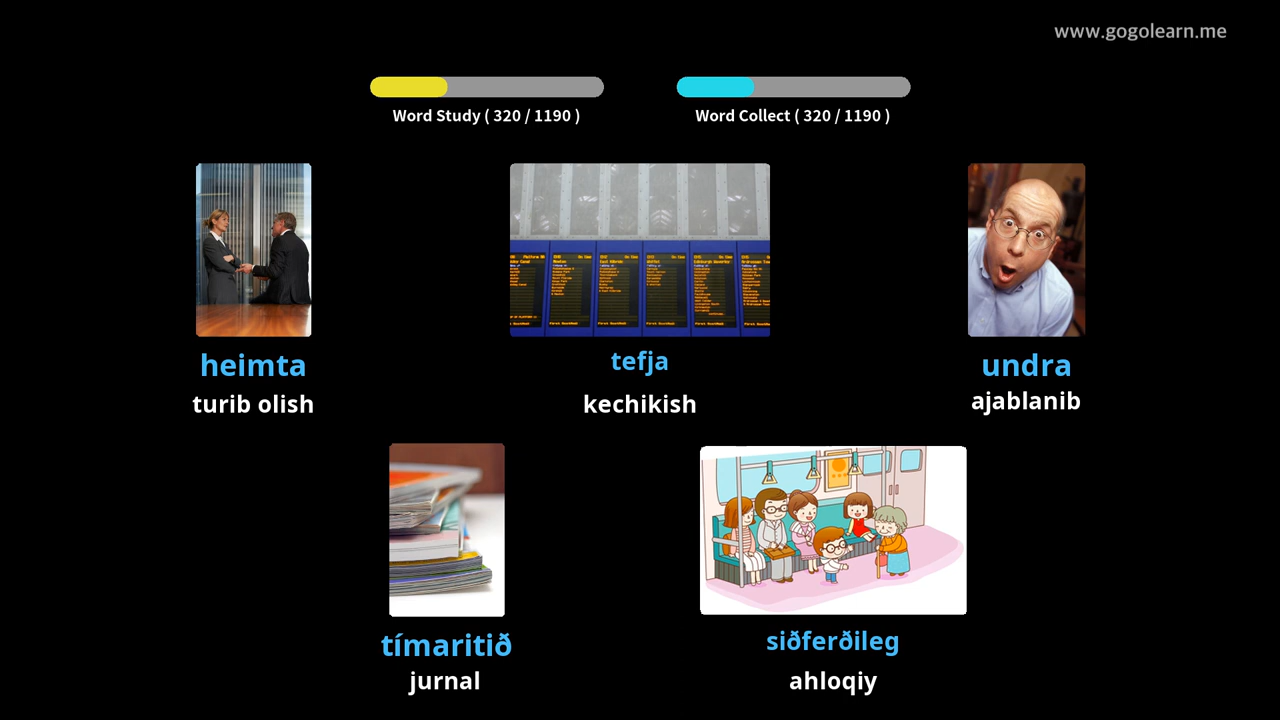 www.gogolearn.me
Word Study ( 320 / 1190 )
Word Collect ( 320 / 1190 )
heimta
turib olish
tefja
kechikish
undra
ajablanib
tímaritið
jurnal
siðferðileg
ahloqiy